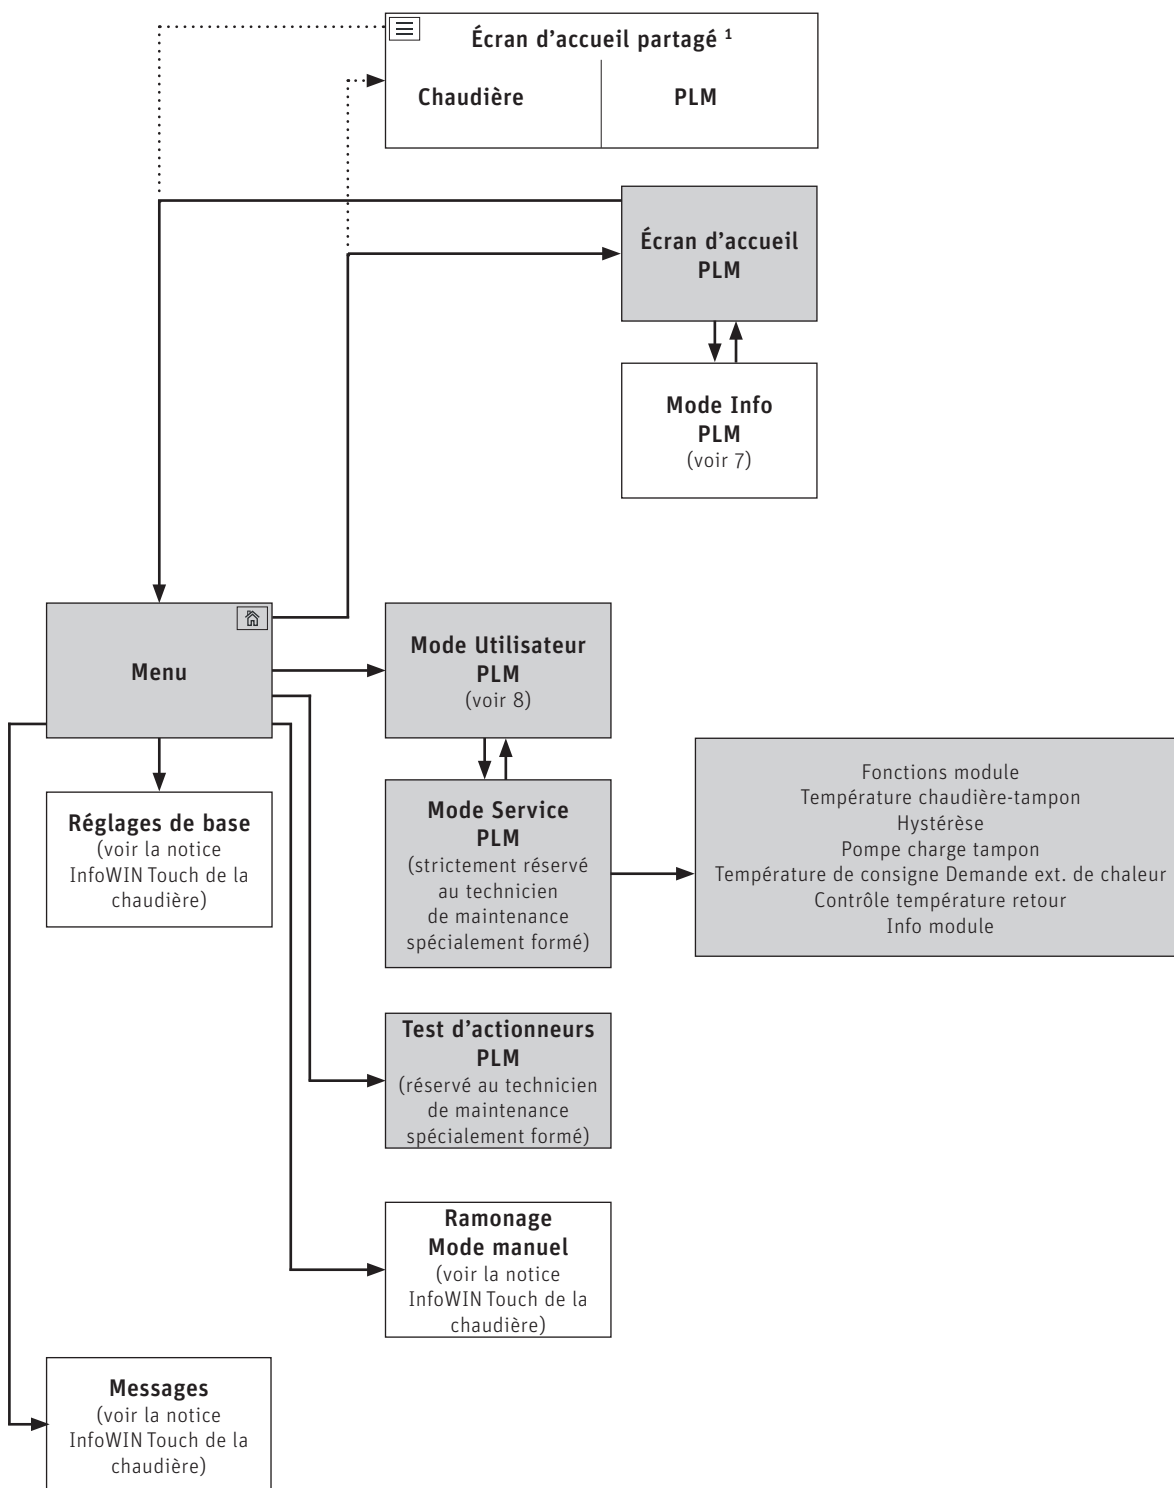 Écran d'accueil partagé ¹
Chaudière
PLM
Écran d'accueil
PLM
Mode Info
PLM
(voir 7)
Menu
Mode Utilisateur
PLM
(voir 8)
Réglages de base
(voir la notice
InfoWIN Touch de la
chaudière)
Mode Service
PLM
(strictement réservé
au technicien
de maintenance
spécialement formé)
Fonctions module
Température chaudière-tampon
Hystérèse
Pompe charge tampon
Température de consigne Demande ext. de chaleur
Contrôle température retour
Info module
Test d'actionneurs
PLM
(réservé au technicien
de maintenance
spécialement formé)
Ramonage
Mode manuel
(voir la notice
InfoWIN Touch de la
chaudière)
Messages
(voir la notice
InfoWIN Touch de la
chaudière)